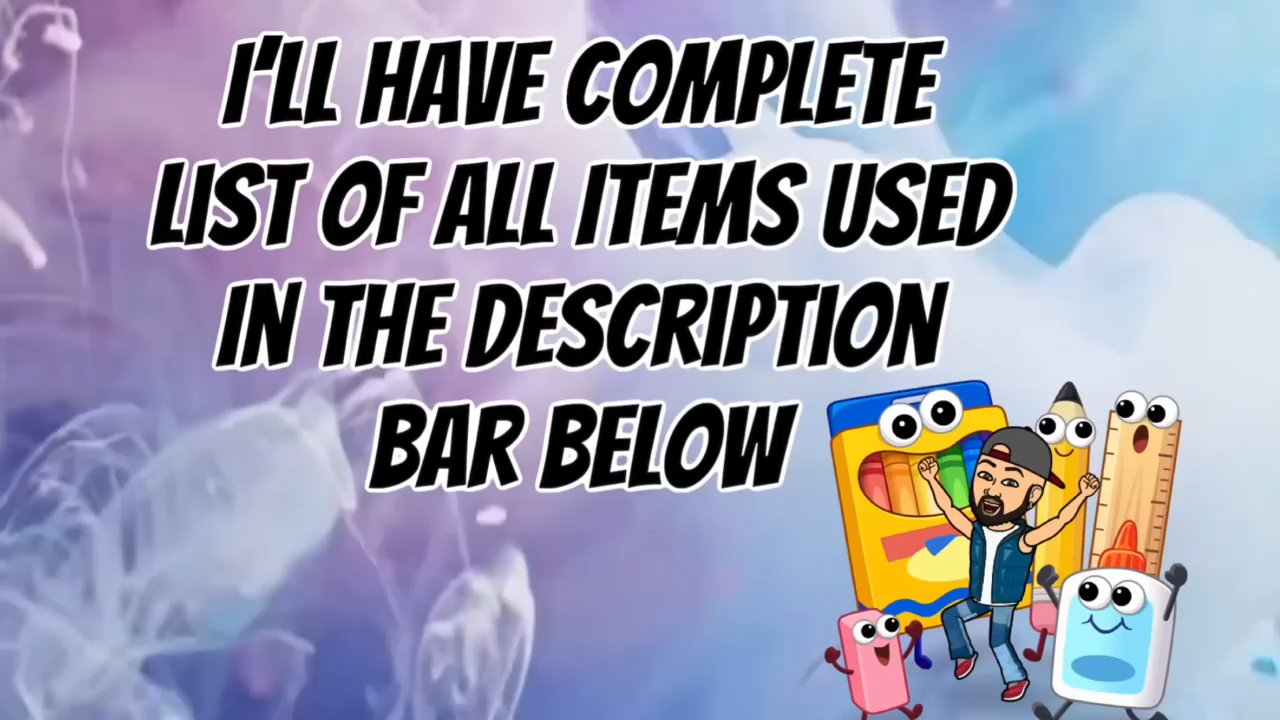 I'LL HAVE COMPLETE
LIST OF ALL ITEMS USED
IN THE DESCRIPTION
BAR BELOW